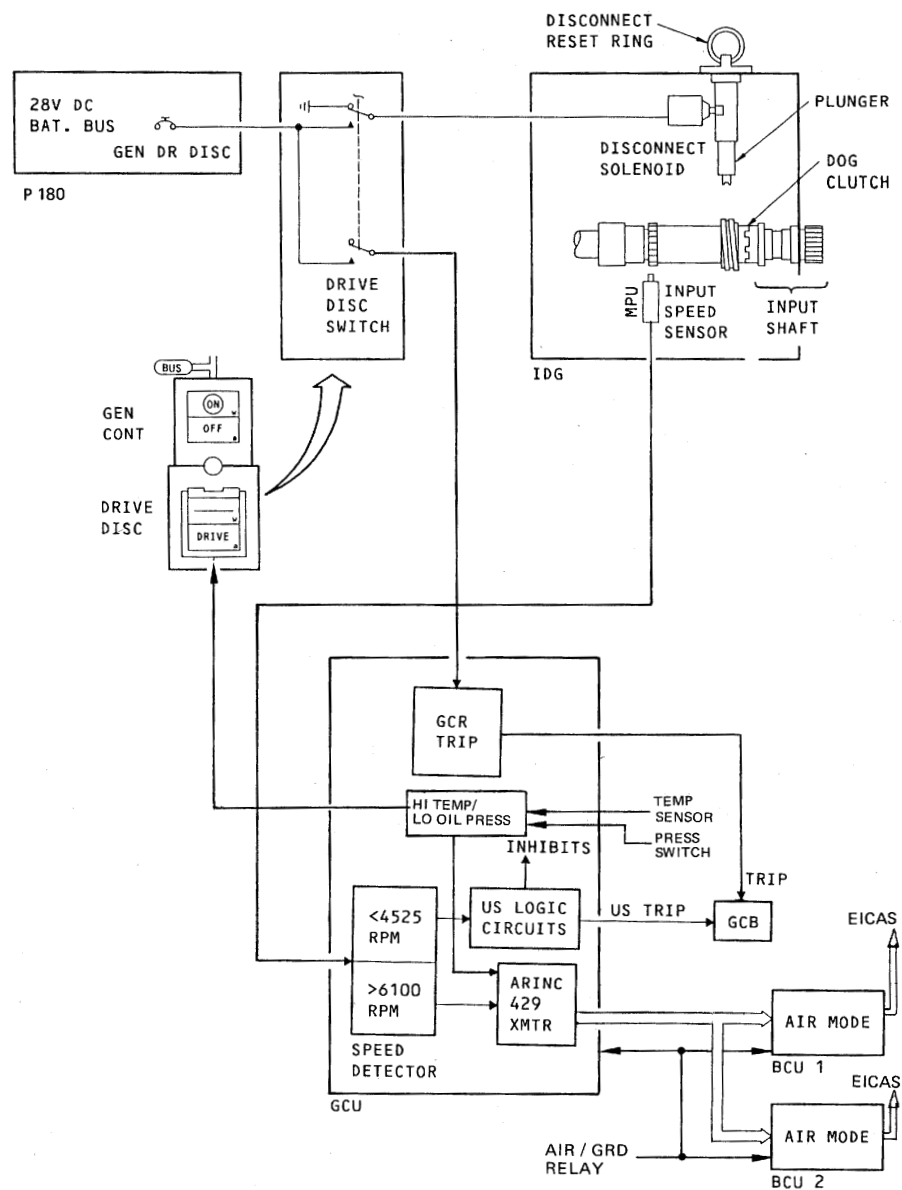 DISCONNECT
RESET RING
28V DC
BAT. BUS
GEN DR DISC
P 180
PLUNGER
DISCONNECT
SOLENOID
DOG
CLUTCH
DRIVE
DISC
SWITCH
MPU
INPUT
SPEED
SENSOR
INPUT
SHAFT
IDG
BUS
GEN
CONT
ON
W
OFF
DRIVE
DISC
W
DRIVE
GCR
TRIP
HI TEMP/
LO OIL PRESS
TEMP
SENSOR
PRESS
SWITCH
INHIBITS
TRIP
<4525
RPM
US LOGIC
CIRCUITS
US TRIP
GCB
EICAS
>6100
RPM
ARINC
429
XMTR
AIR MODE
SPEED
DETECTOR
BCU 1
GCU
EICAS
AIR MODE
AIR / GRD
RELAY
BCU 2